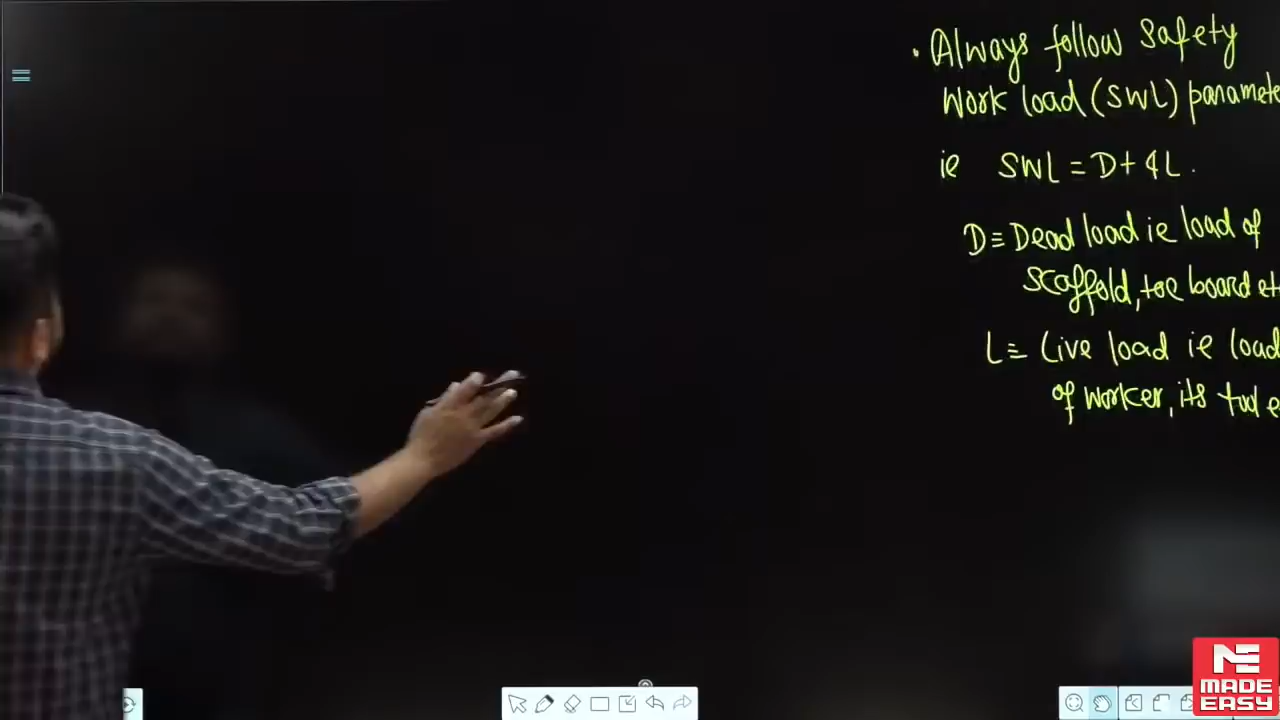 • Always follow Safety
Work load (SWL) paramete
ie SWL = D + 4L.
D ≡ Dead load ie load of
scaffold, toe board et
L ≡ Live load ie load
of worker, its tool e
MADE
EASY